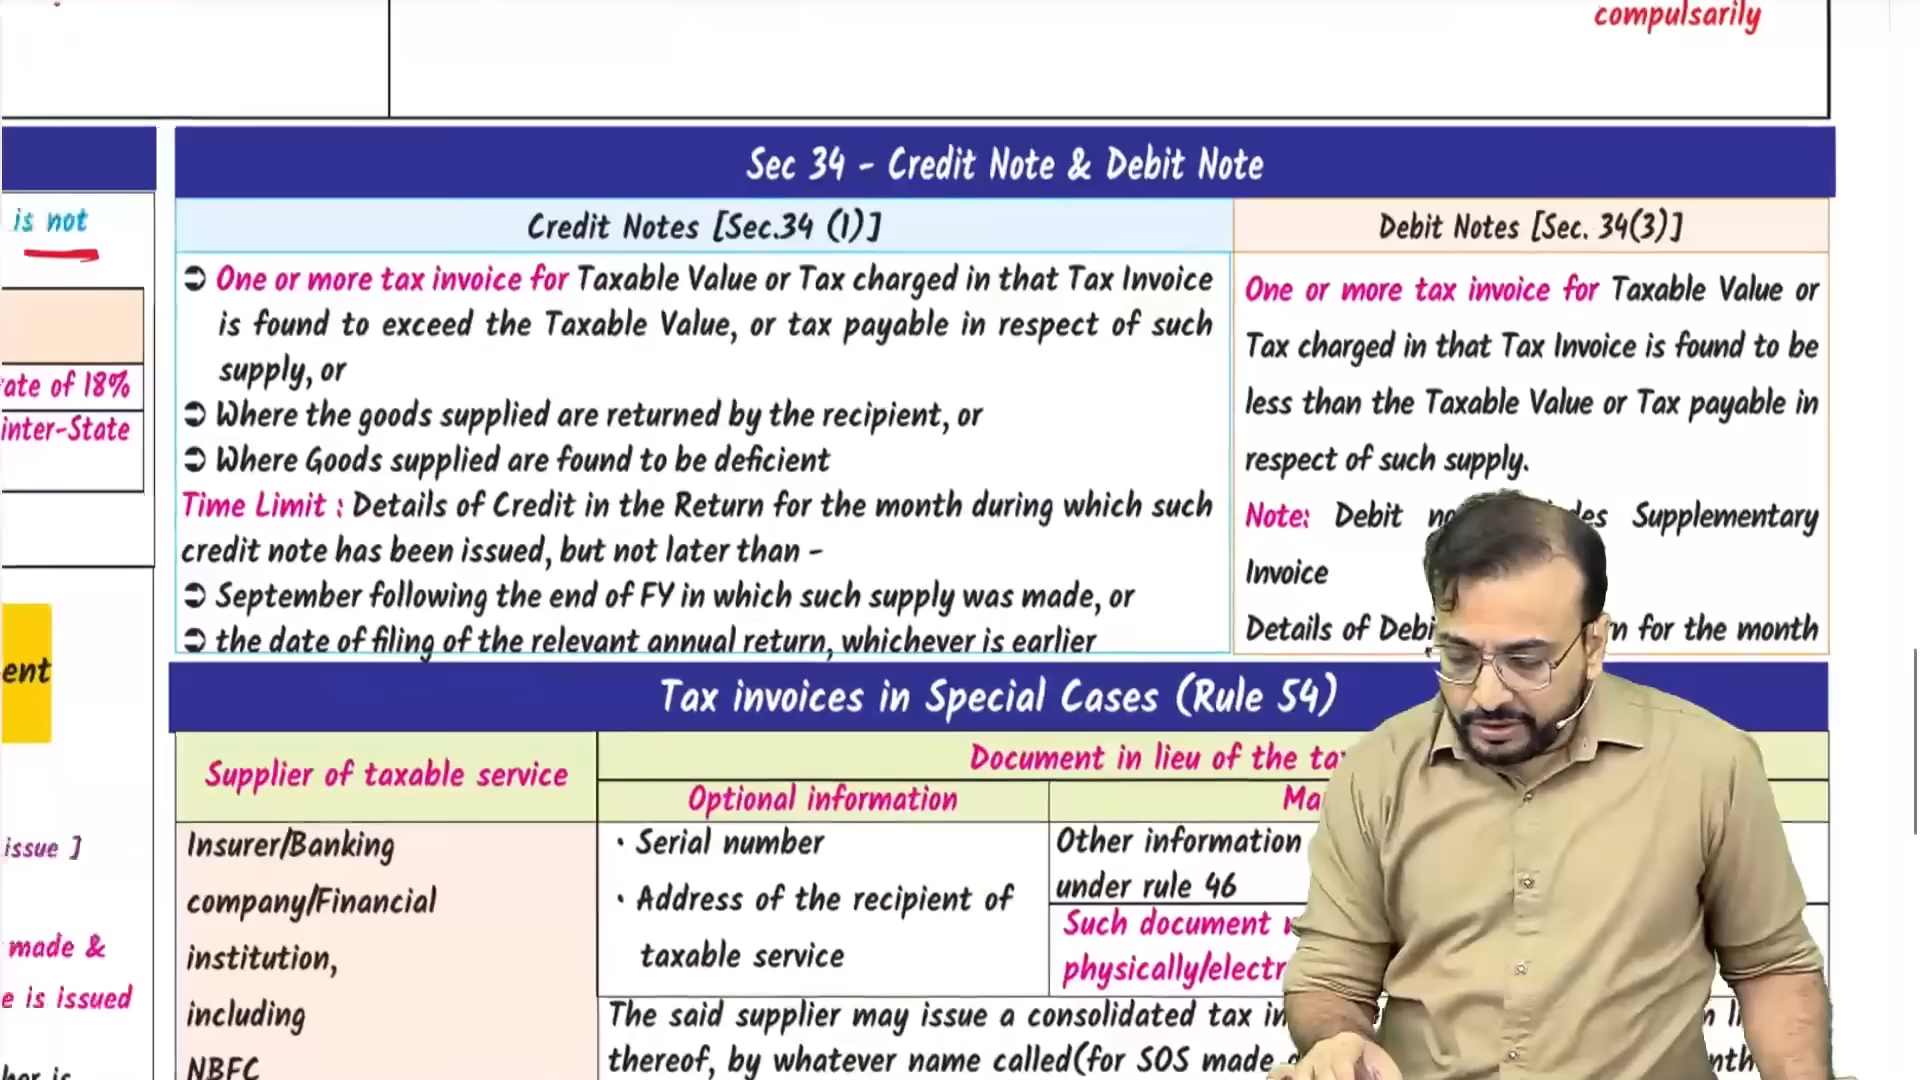 compulsarily
Sec 34 - Credit Note & Debit Note
is not
Credit Notes [Sec.34 (1)]
➲ One or more tax invoice for Taxable Value or Tax charged in that Tax Invoice
is found to exceed the Taxable Value, or tax payable in respect of such
supply, or
➲ Where the goods supplied are returned by the recipient, or
➲ Where Goods supplied are found to be deficient
Time Limit : Details of Credit in the Return for the month during which such
credit note has been issued, but not later than -
➲ September following the end of FY in which such supply was made, or
➲ the date of filing of the relevant annual return, whichever is earlier
Debit Notes [Sec. 34(3)]
One or more tax invoice for Taxable Value or
Tax charged in that Tax Invoice is found to be
less than the Taxable Value or Tax payable in
respect of such supply.
Note: Debit Supplementary
Invoice
Details of for the month
of 18%
inter-State
issue ]
made &
is issued
Tax invoices in Special Cases (Rule 54)
Supplier of taxable service
Document in lieu of the
Optional information
Insurer/Banking
company/Financial
institution,
including
NBFC
• Serial number
• Address of the recipient of
taxable service
Other information
under rule 46
Such document
The said supplier may issue a consolidated tax
thereof, by whatever name called(for SOS made